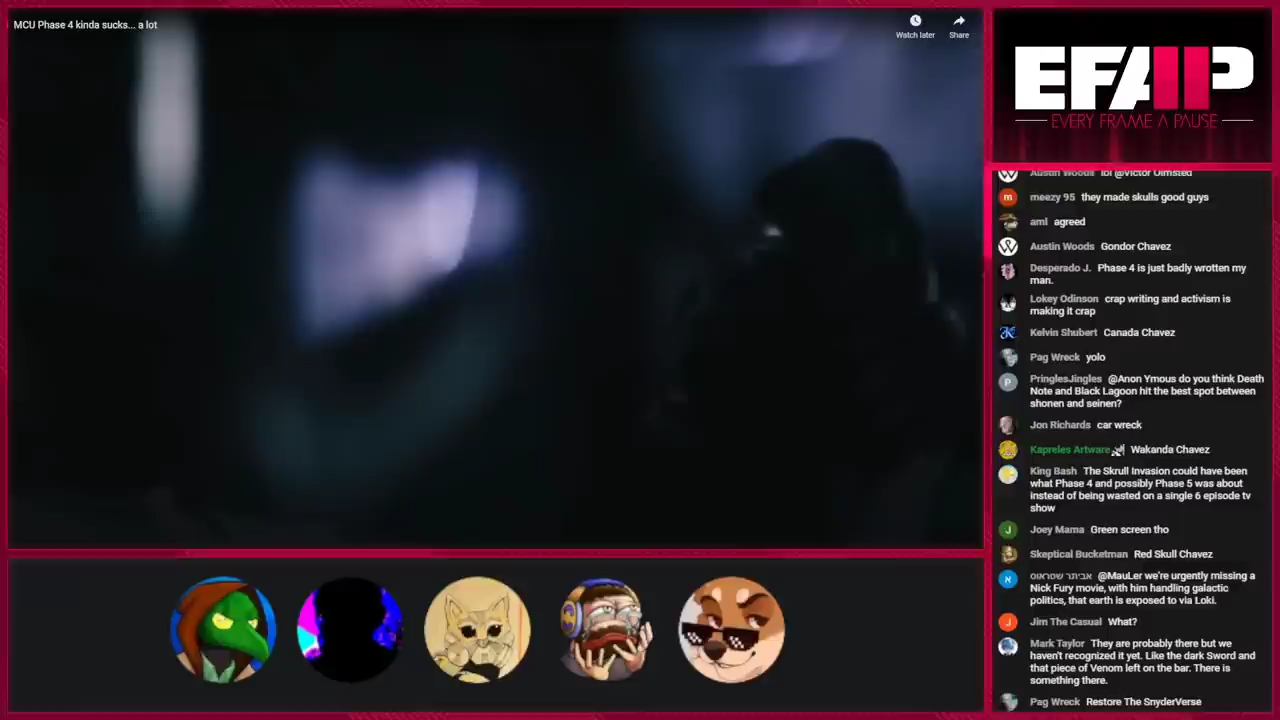 MCU Phase 4 kinda sucks... a lot
Watch later
Share
EFAP
EVERY FRAME A PAUSE
Austin Woods lol @Victor Olmsted
meezy 95 they made skulls good guys
aml agreed
Austin Woods Gondor Chavez
Desperado J. Phase 4 is just badly wrotten my
man.
Lokey Odinson crap writing and activism is
making it crap
Kelvin Shubert Canada Chavez
Pag Wreck yolo
PringlesJingles @Anon Ymous do you think Death
Note and Black Lagoon hit the best spot between
shonen and seinen?
Jon Richards car wreck
Kapreles Artware Wakanda Chavez
King Bash The Skrull Invasion could have been
what Phase 4 and possibly Phase 5 was about
instead of being wasted on a single 6 episode tv
show
Joey Mama Green screen tho
Skeptical Bucketman Red Skull Chavez
אביתר שטראוס @MauLer we're urgently missing a
Nick Fury movie, with him handling galactic
politics, that earth is exposed to via Loki.
Jim The Casual What?
Mark Taylor They are probably there but we
haven't recognized it yet. Like the dark Sword and
that piece of Venom left on the bar. There is
something there.
Pag Wreck Restore The SnyderVerse